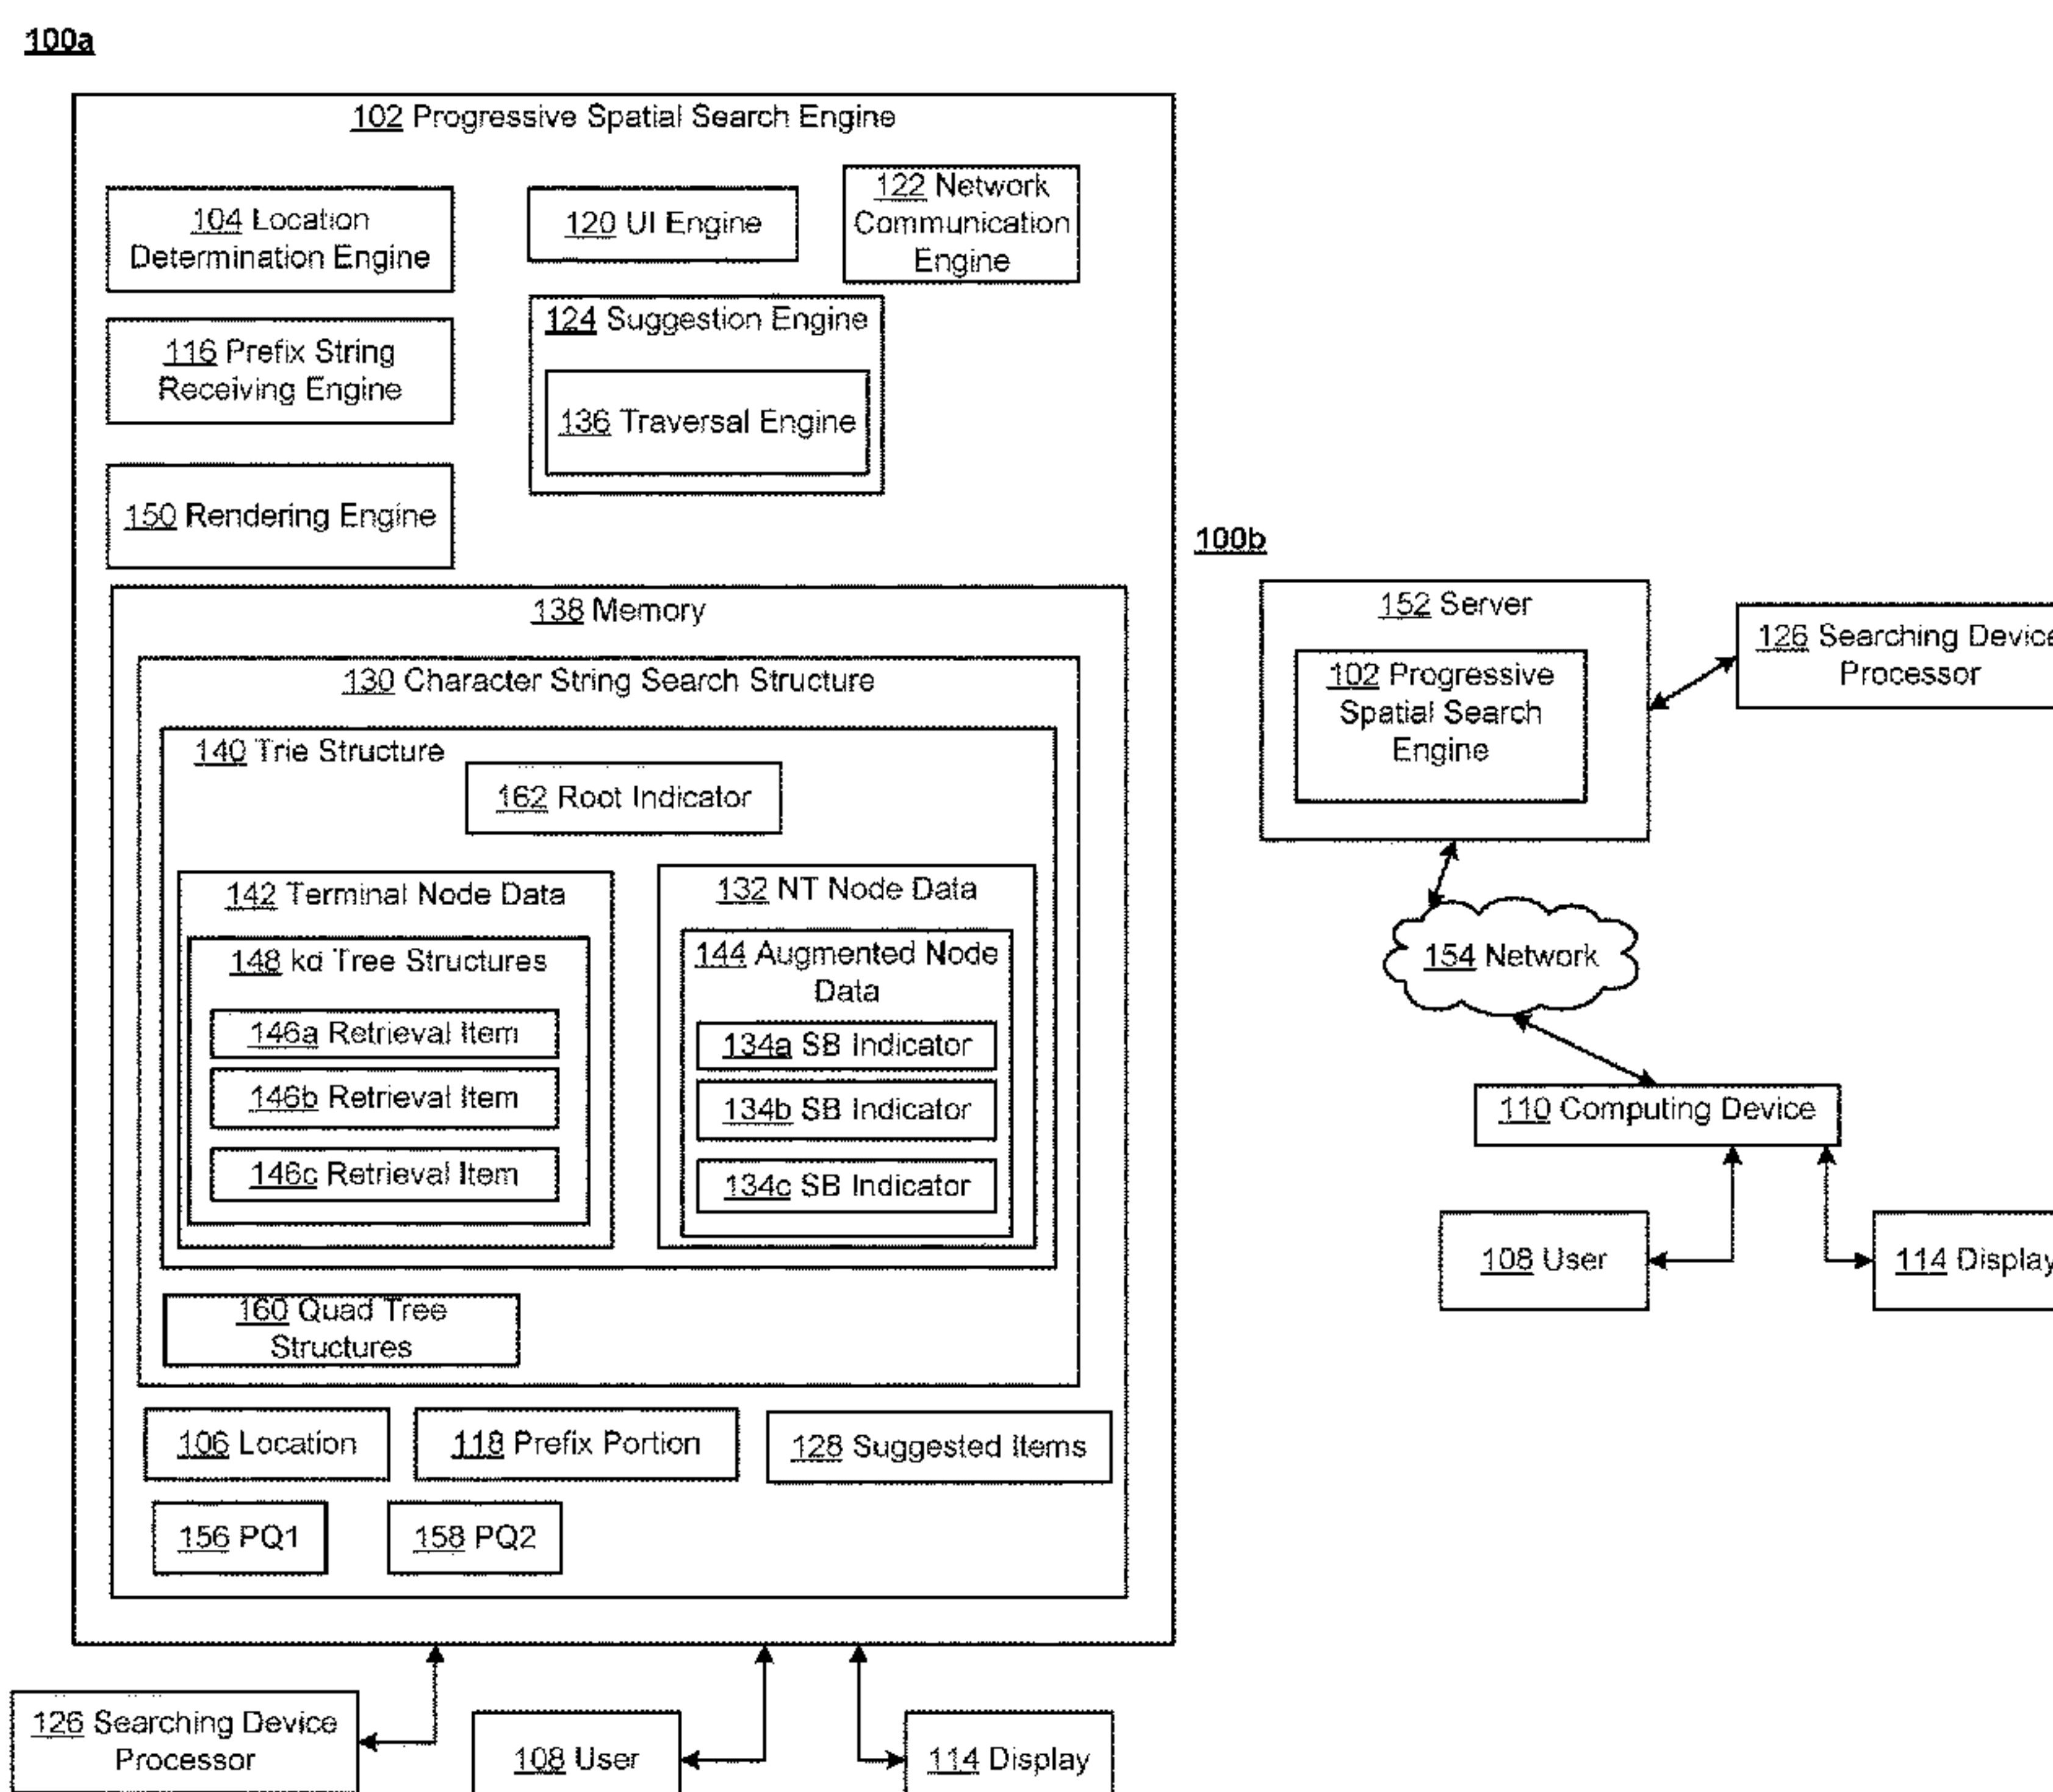 100a
102 Progressive Spatial Search Engine
104 Location
Determination Engine
120 UI Engine
122 Network
Communication
Engine
116 Prefix String
Receiving Engine
124 Suggestion Engine
136 Traversal Engine
150 Rendering Engine
138 Memory
130 Character String Search Structure
140 Trie Structure
162 Root Indicator
142 Terminal Node Data
148 kd Tree Structures
146a Retrieval Item
146b Retrieval Item
146c Retrieval Item
132 NT Node Data
144 Augmented Node
Data
134a SB Indicator
134b SB Indicator
134c SB Indicator
160 Quad Tree
Structures
106 Location
118 Prefix Portion
128 Suggested Items
156 PQ1
158 PQ2
126 Searching Device
Processor
108 User
114 Display
100b
152 Server
102 Progressive
Spatial Search
Engine
126 Searching Device
Processor
154 Network
110 Computing Device
108 User
114 Display